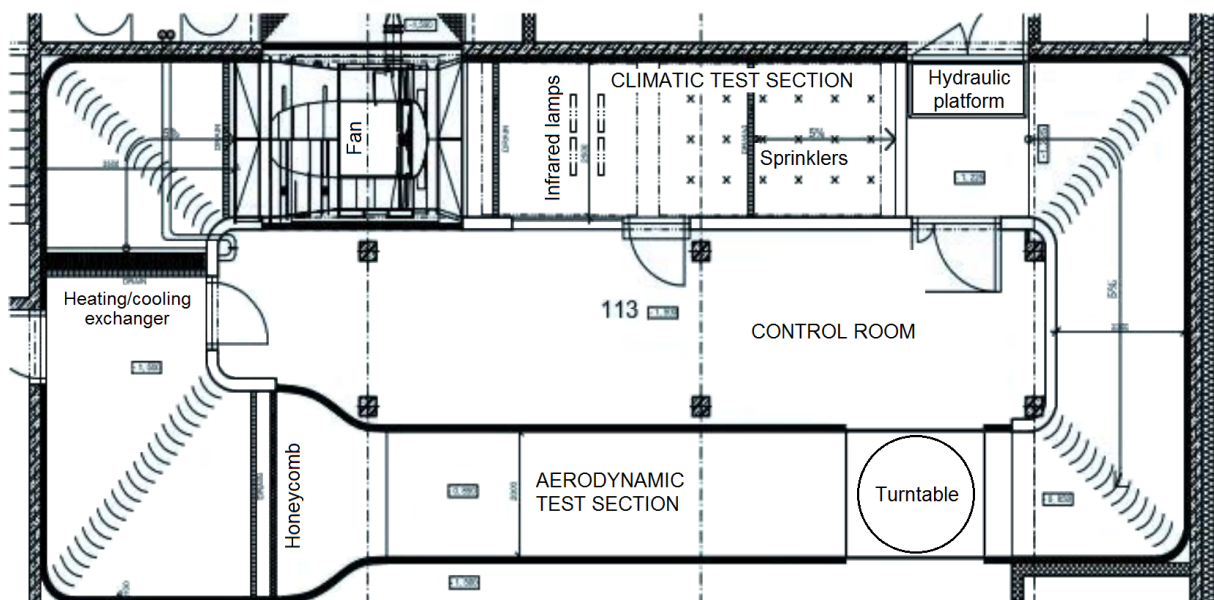 CLIMATIC TEST SECTION
Hydraulic
platform
Fan
Infrared lamps
5%
Sprinklers
Heating/cooling
exchanger
DRAIN
113
CONTROL ROOM
5%
Honeycomb
AERODYNAMIC
TEST SECTION
Turntable